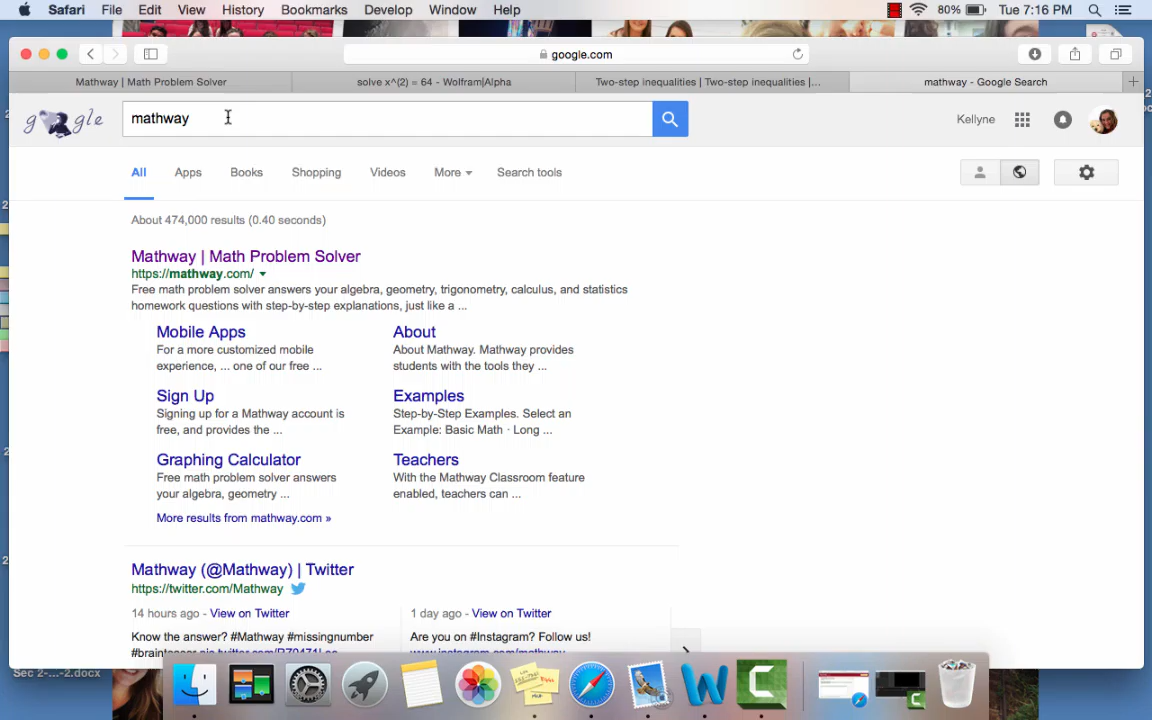 Safari File Edit View History Bookmarks Develop Window Help 80% Tue 7:16 PM
google.com
Mathway | Math Problem Solver solve x^(2) = 64 - Wolfram|Alpha Two-step inequalities | Two-step inequalities |... mathway - Google Search
mathway Kellyne
All Apps Books Shopping Videos More Search tools
About 474,000 results (0.40 seconds)
Mathway | Math Problem Solver
https://mathway.com/
Free math problem solver answers your algebra, geometry, trigonometry, calculus, and statistics
homework questions with step-by-step explanations, just like a ...
Mobile Apps
For a more customized mobile
experience, ... one of our free ...
About
About Mathway. Mathway provides
students with the tools they ...
Sign Up
Signing up for a Mathway account is
free, and provides the ...
Examples
Step-by-Step Examples. Select an
Example: Basic Math · Long ...
Graphing Calculator
Free math problem solver answers
your algebra, geometry ...
Teachers
With the Mathway Classroom feature
enabled, teachers can ...
More results from mathway.com »
Mathway (@Mathway) | Twitter
https://twitter.com/Mathway
14 hours ago - View on Twitter
Know the answer? #Mathway #missingnumber
1 day ago - View on Twitter
Are you on #Instagram? Follow us!
www.instagram.com/mathway
Sec 2-...-2.docx